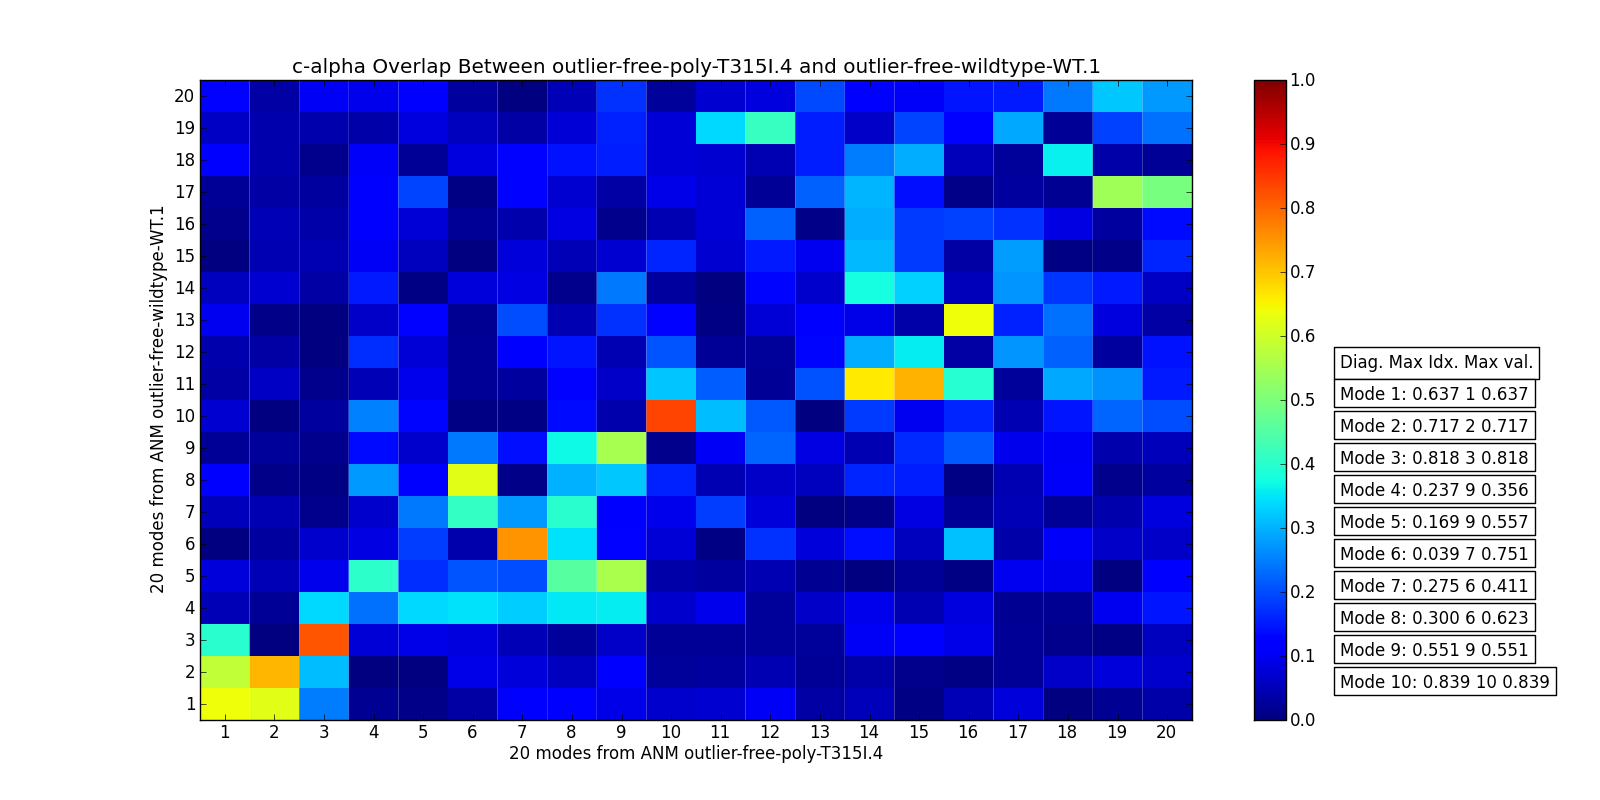 c-alpha Overlap Between outlier-free-poly-T315I.4 and outlier-free-wildtype-WT.1
20 modes from ANM outlier-free-wildtype-WT.1
20
19
18
17
16
15
14
13
12
11
10
9
8
7
6
5
4
3
2
1
1 2 3 4 5 6 7 8 9 10 11 12 13 14 15 16 17 18 19 20
20 modes from ANM outlier-free-poly-T315I.4
1.0
0.9
0.8
0.7
0.6
0.5
0.4
0.3
0.2
0.1
0.0
Diag. Max Idx. Max val.
Mode 1: 0.637 1 0.637
Mode 2: 0.717 2 0.717
Mode 3: 0.818 3 0.818
Mode 4: 0.237 9 0.356
Mode 5: 0.169 9 0.557
Mode 6: 0.039 7 0.751
Mode 7: 0.275 6 0.411
Mode 8: 0.300 6 0.623
Mode 9: 0.551 9 0.551
Mode 10: 0.839 10 0.839